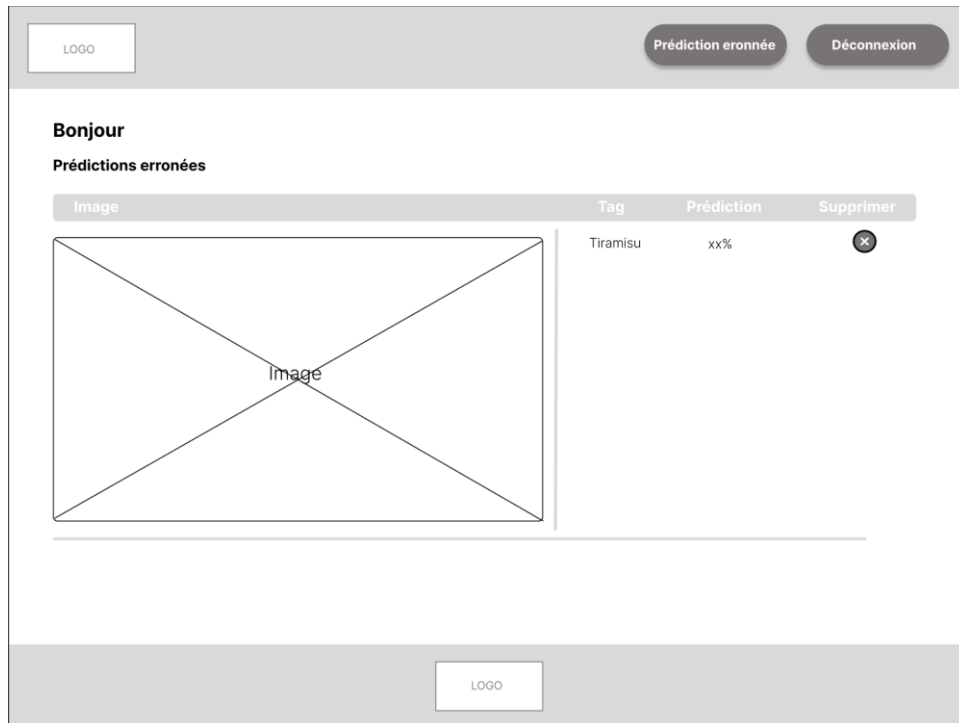 LOGO
Prédiction eronnée
Déconnexion
Bonjour
Prédictions erronées
Image Tag Prédiction Supprimer
Tiramisu xx%
Image
LOGO